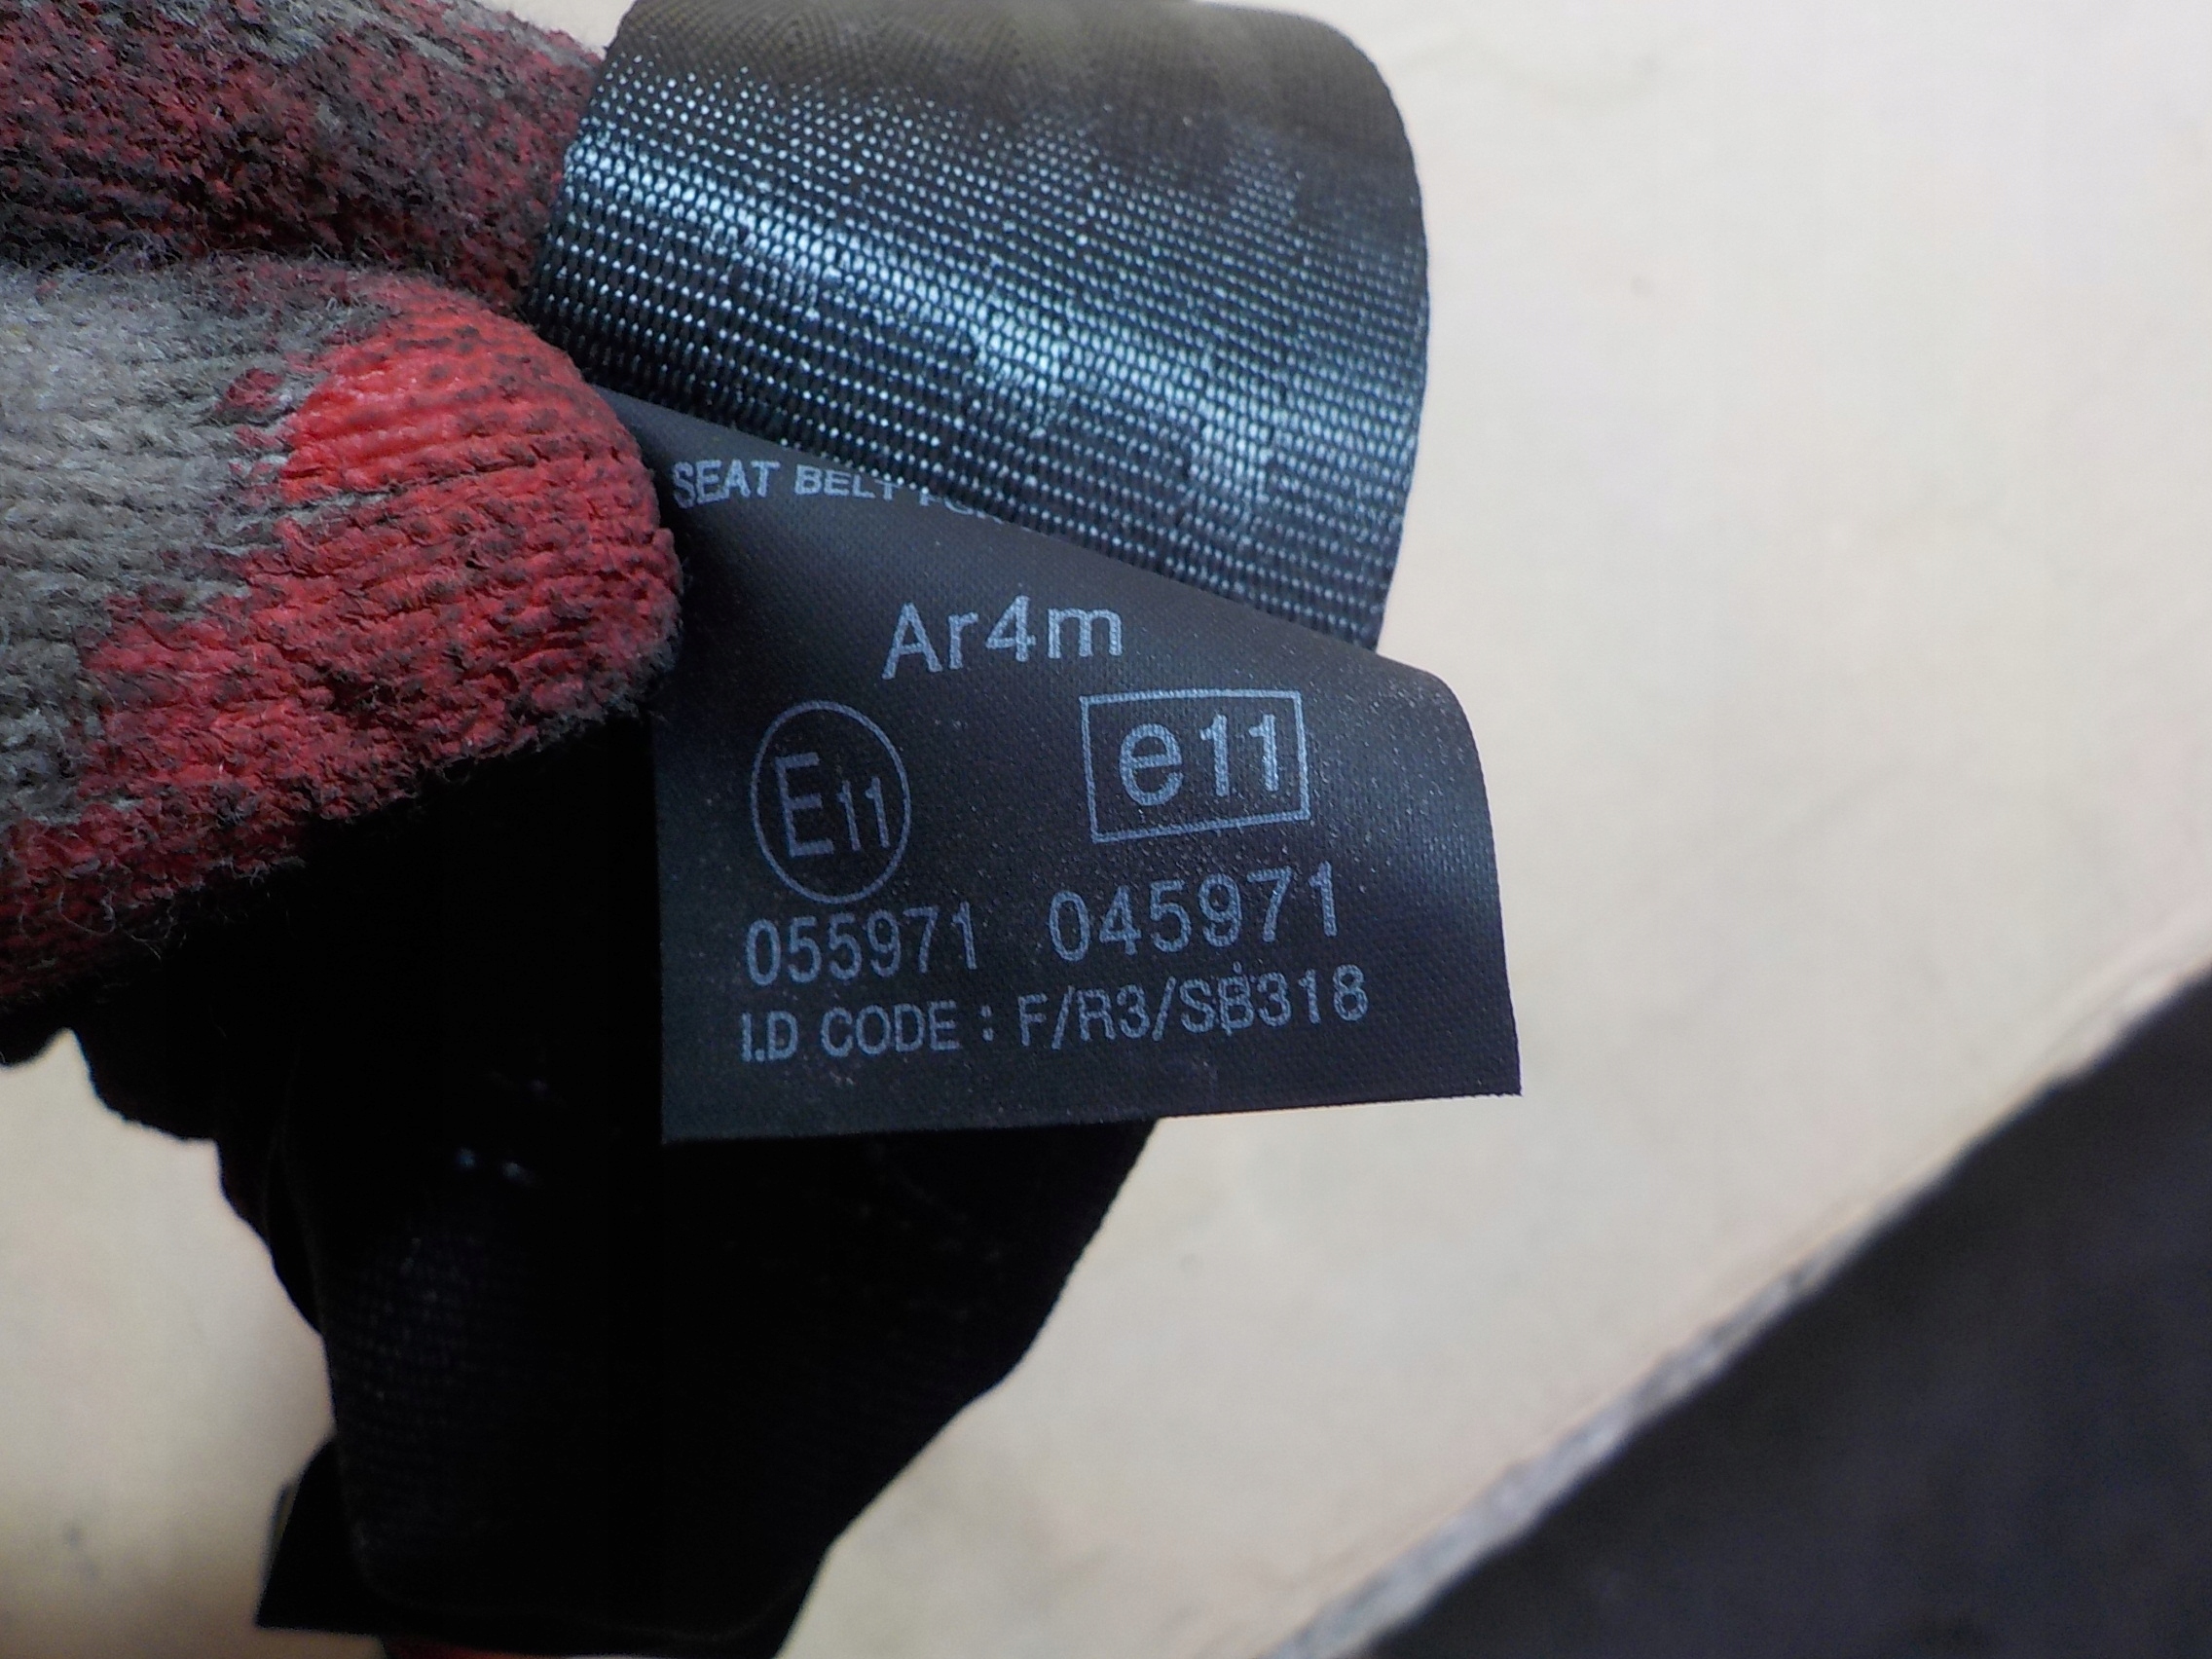 SEAT BELT
Ar4m
E11 e11
055971 045971
I.D CODE : F/R3/SB318